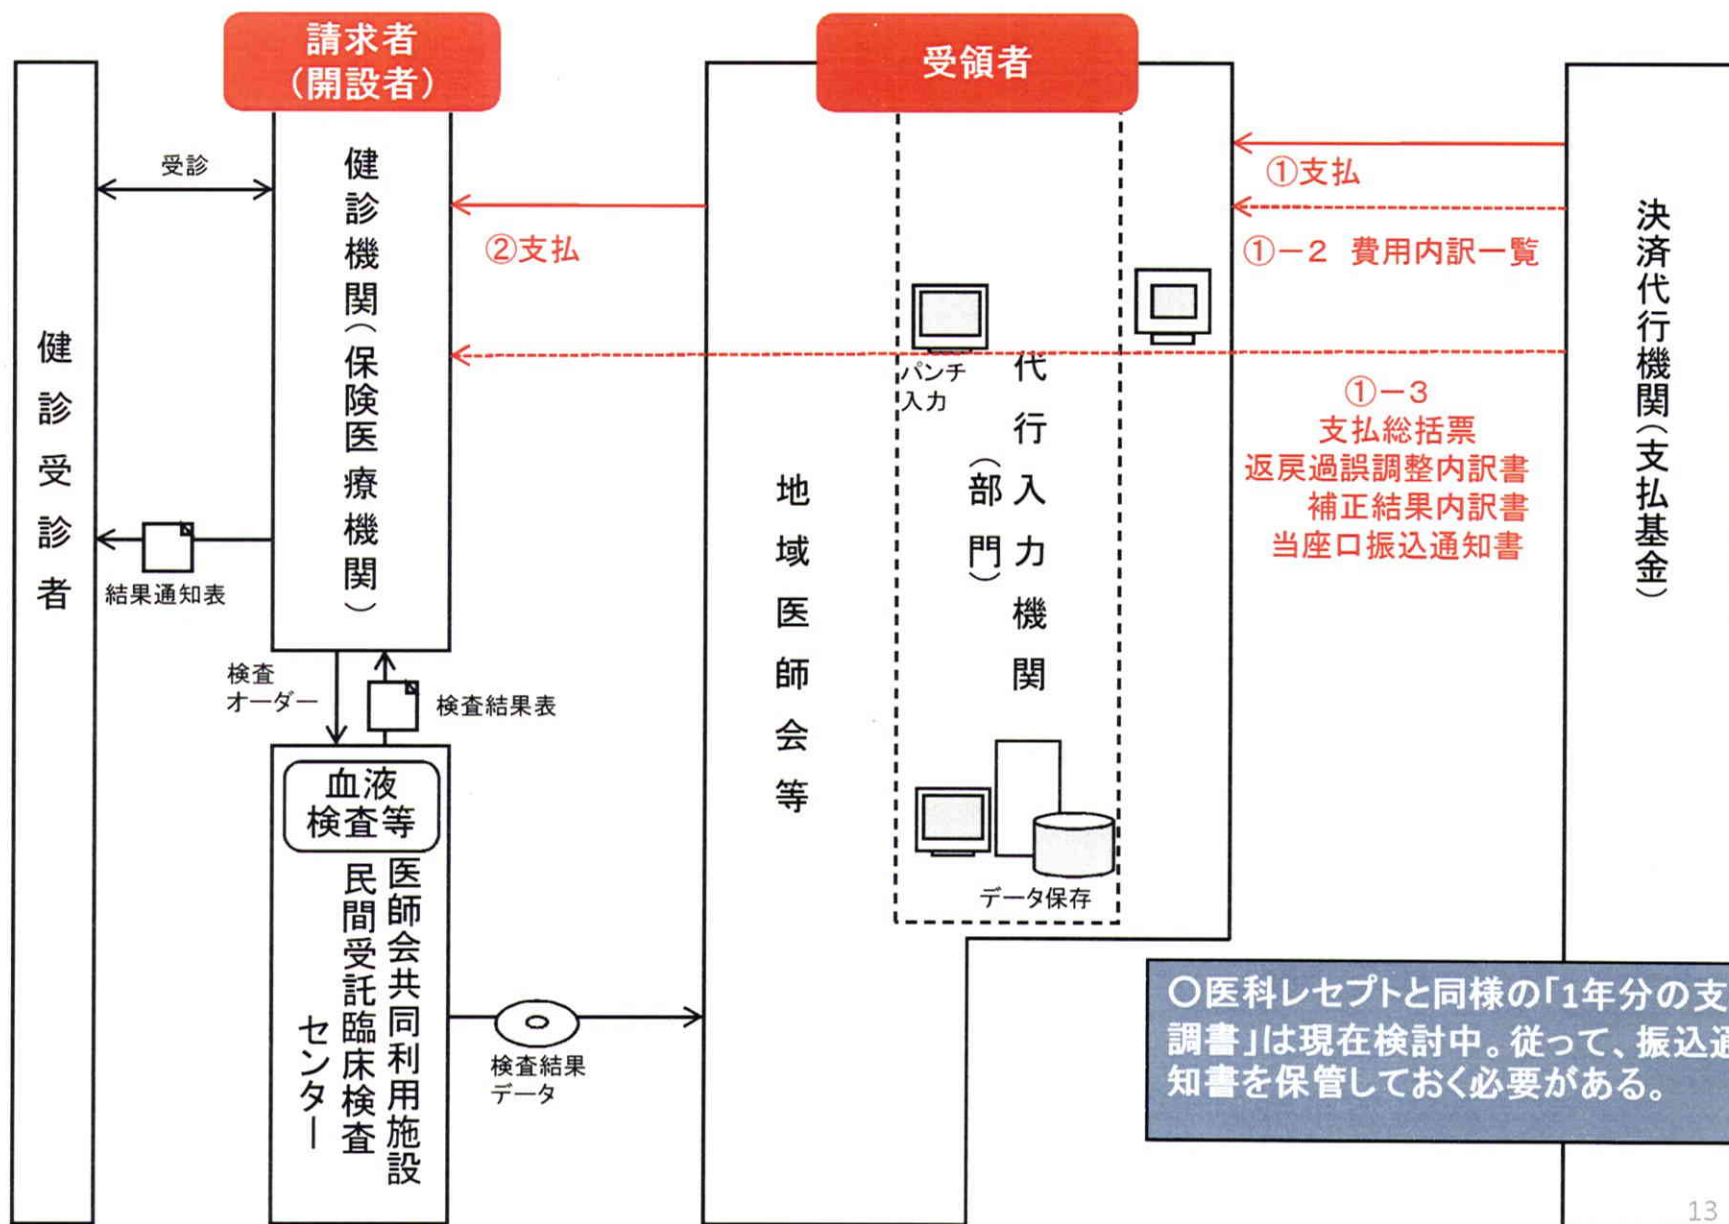 請求者
（開設者）
受領者
健診受診者
受診
健診機関（保険医療機関）
②支払
①支払
①－２ 費用内訳一覧
①－３
支払総括票
返戻過誤調整内訳書
補正結果内訳書
当座口振込通知書
決済代行機関（支払基金）
パンチ
入力
代行入力機関
（部門）
地域医師会等
結果通知表
検査
オーダー
検査結果表
血液
検査等
医師会共同利用施設
民間受託臨床検査
センター
データ保存
検査結果
データ
○医科レセプトと同様の「1年分の支
調書」は現在検討中。従って、振込通
知書を保管しておく必要がある。
13